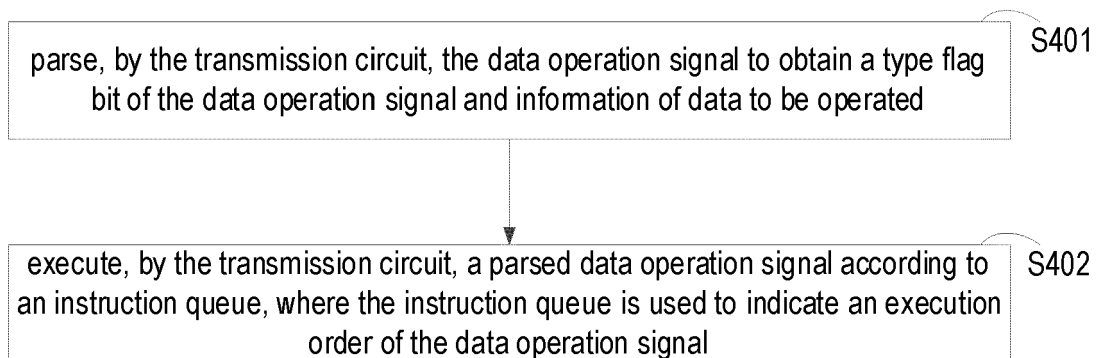 parse, by the transmission circuit, the data operation signal to obtain a type flag
bit of the data operation signal and information of data to be operated
S401
execute, by the transmission circuit, a parsed data operation signal according to
an instruction queue, where the instruction queue is used to indicate an execution
order of the data operation signal
S402